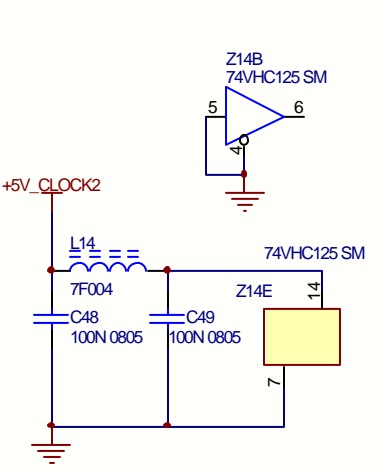 Z14B
74VHC125 SM
5
6
4
+5V_CLOCK2
L14
7F004
74VHC125 SM
Z14E
14
C48
100N 0805
C49
100N 0805
7